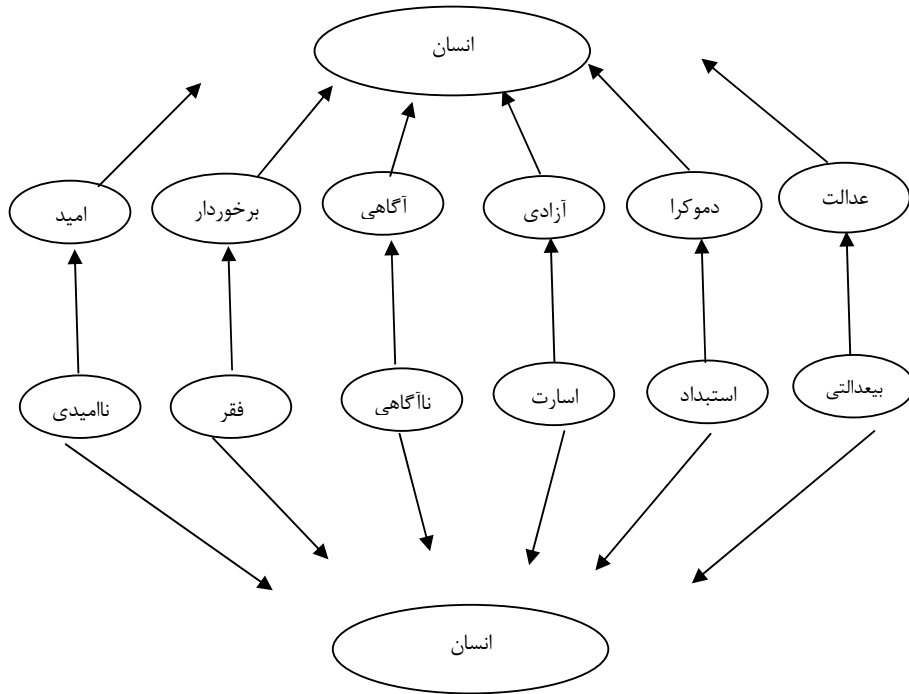 انسان
عدالت
دموکرا
آزادی
آگاهی
برخوردار
امید
بیعدالتی
استبداد
اسارت
ناآگاهی
فقر
ناامیدی
انسان